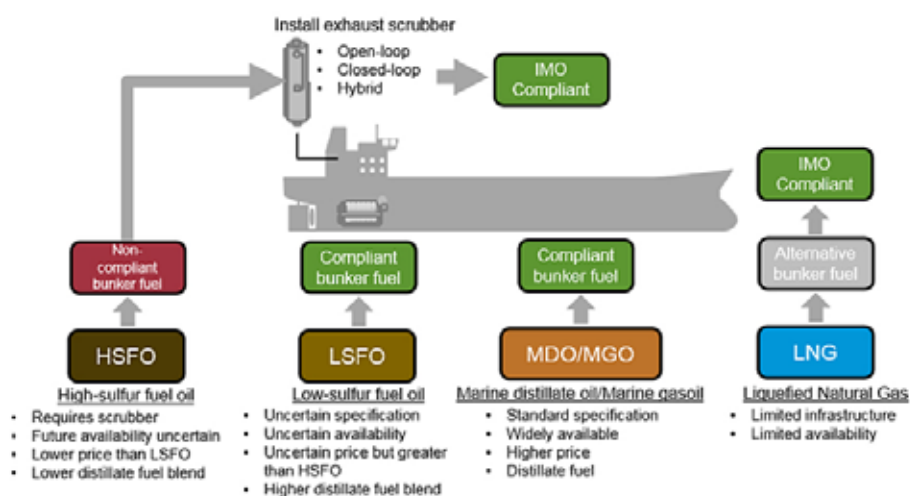 Install exhaust scrubber
• Open-loop
• Closed-loop
• Hybrid
IMO
Compliant
IMO
Compliant
Non-
compliant
bunker fuel
Compliant
bunker fuel
Compliant
bunker fuel
Alternative
bunker fuel
HSFO
LSFO
MDO/MGO
LNG
High-sulfur fuel oil
• Requires scrubber
• Future availability uncertain
• Lower price than LSFO
• Lower distillate fuel blend
Low-sulfur fuel oil
• Uncertain specification
• Uncertain availability
• Uncertain price but greater
than HSFO
• Higher distillate fuel blend
Marine distillate oil/Marine gasoil
• Standard specification
• Widely available
• Higher price
• Distillate fuel
Liquefied Natural Gas
• Limited infrastructure
• Limited availability